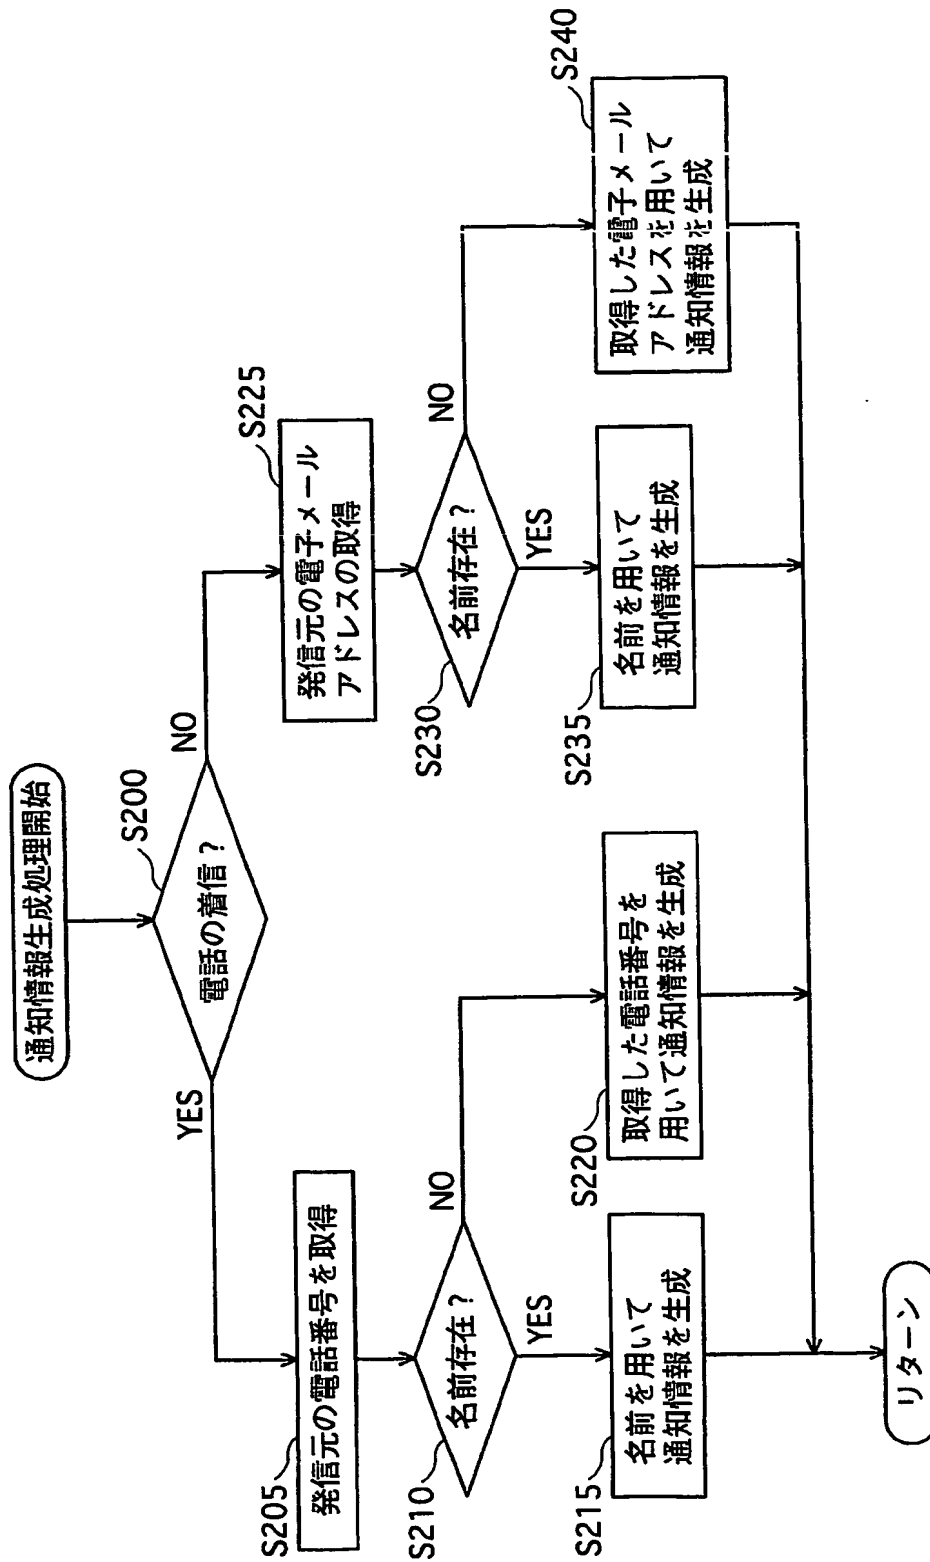 通知情報生成処理開始
S200
電話の着信？
YES
NO
S205
発信元の電話番号を取得
S210
名前存在？
NO
YES
S215
名前を用いて
通知情報を生成
S220
取得した電話番号を
用いて通知情報を生成
S225
発信元の電子メール
アドレスの取得
S230
名前存在？
NO
YES
S235
名前を用いて
通知情報を生成
S240
取得した電子メール
アドレスを用いて
通知情報を生成
リターン